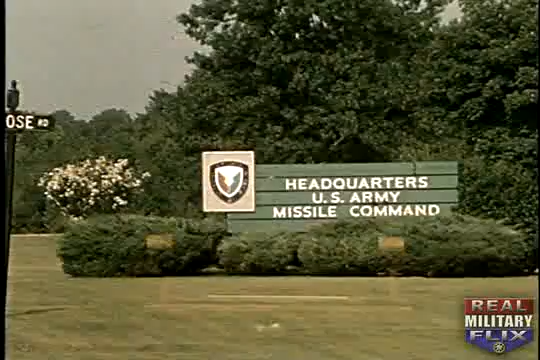 OSE RD
HEADQUARTERS
U.S. ARMY
MISSILE COMMAND
REAL
MILITARY
FLIX